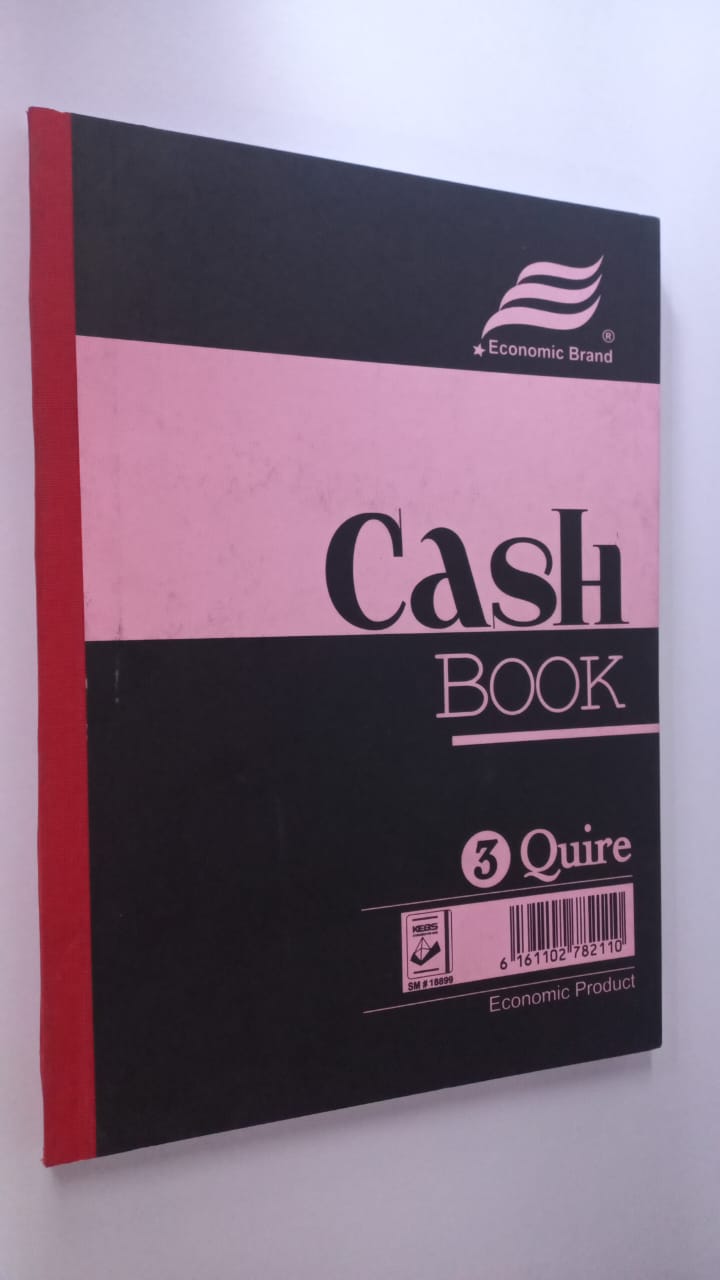 ® 
★Economic Brand
Cash
BOOK
3 Quire
KEBS
SM # 18899
6 161102 782110
Economic Product